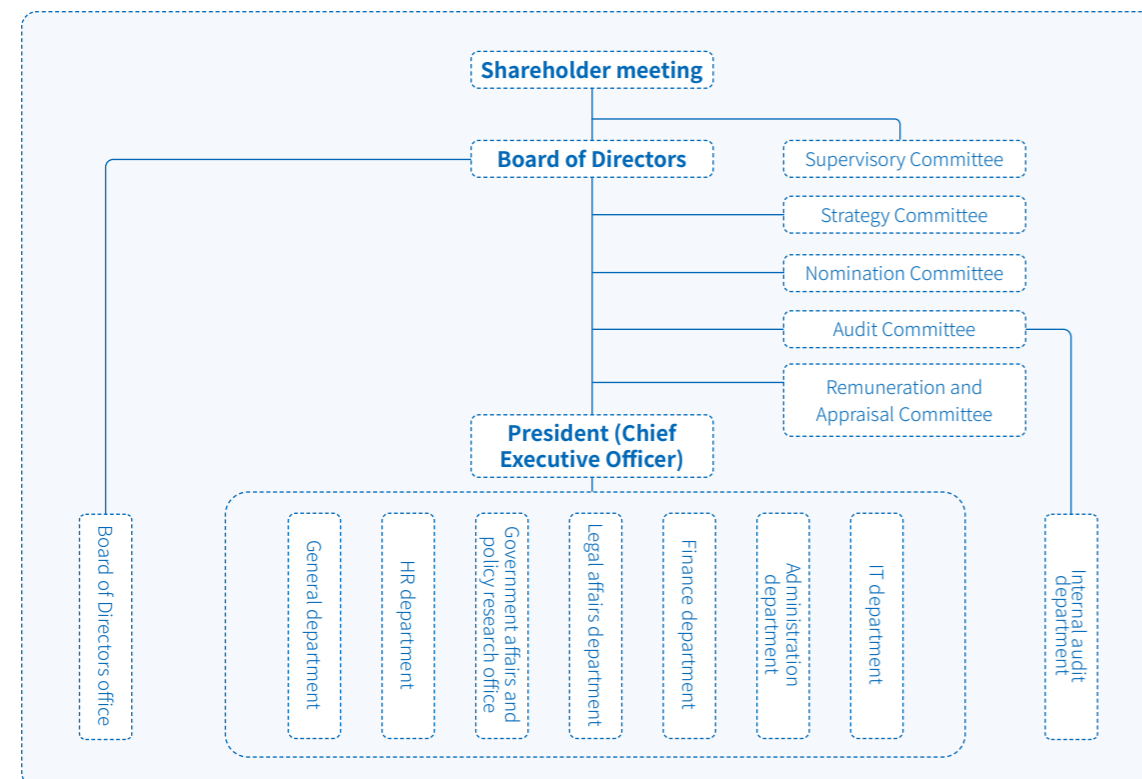 Shareholder meeting
Board of Directors
Supervisory Committee
Strategy Committee
Nomination Committee
Audit Committee
Remuneration and
Appraisal Committee
President (Chief
Executive Officer)
Board of Directors office
General department
HR department
Government affairs and
policy research office
Legal affairs department
Finance department
Administration
department
IT department
Internal audit
department